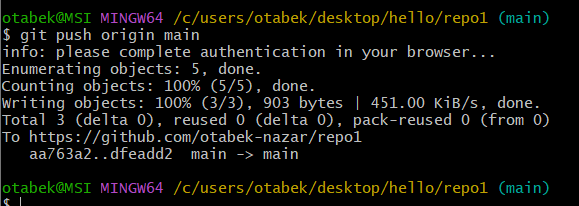 otabek@MSI MINGW64 /c/users/otabek/desktop/hello/repo1 (main)
$ git push origin main
info: please complete authentication in your browser...
Enumerating objects: 5, done.
Counting objects: 100% (5/5), done.
Writing objects: 100% (3/3), 903 bytes | 451.00 KiB/s, done.
Total 3 (delta 0), reused 0 (delta 0), pack-reused 0 (from 0)
To https://github.com/otabek-nazar/repo1
   aa763a2..dfeadd2  main -> main
otabek@MSI MINGW64 /c/users/otabek/desktop/hello/repo1 (main)
$